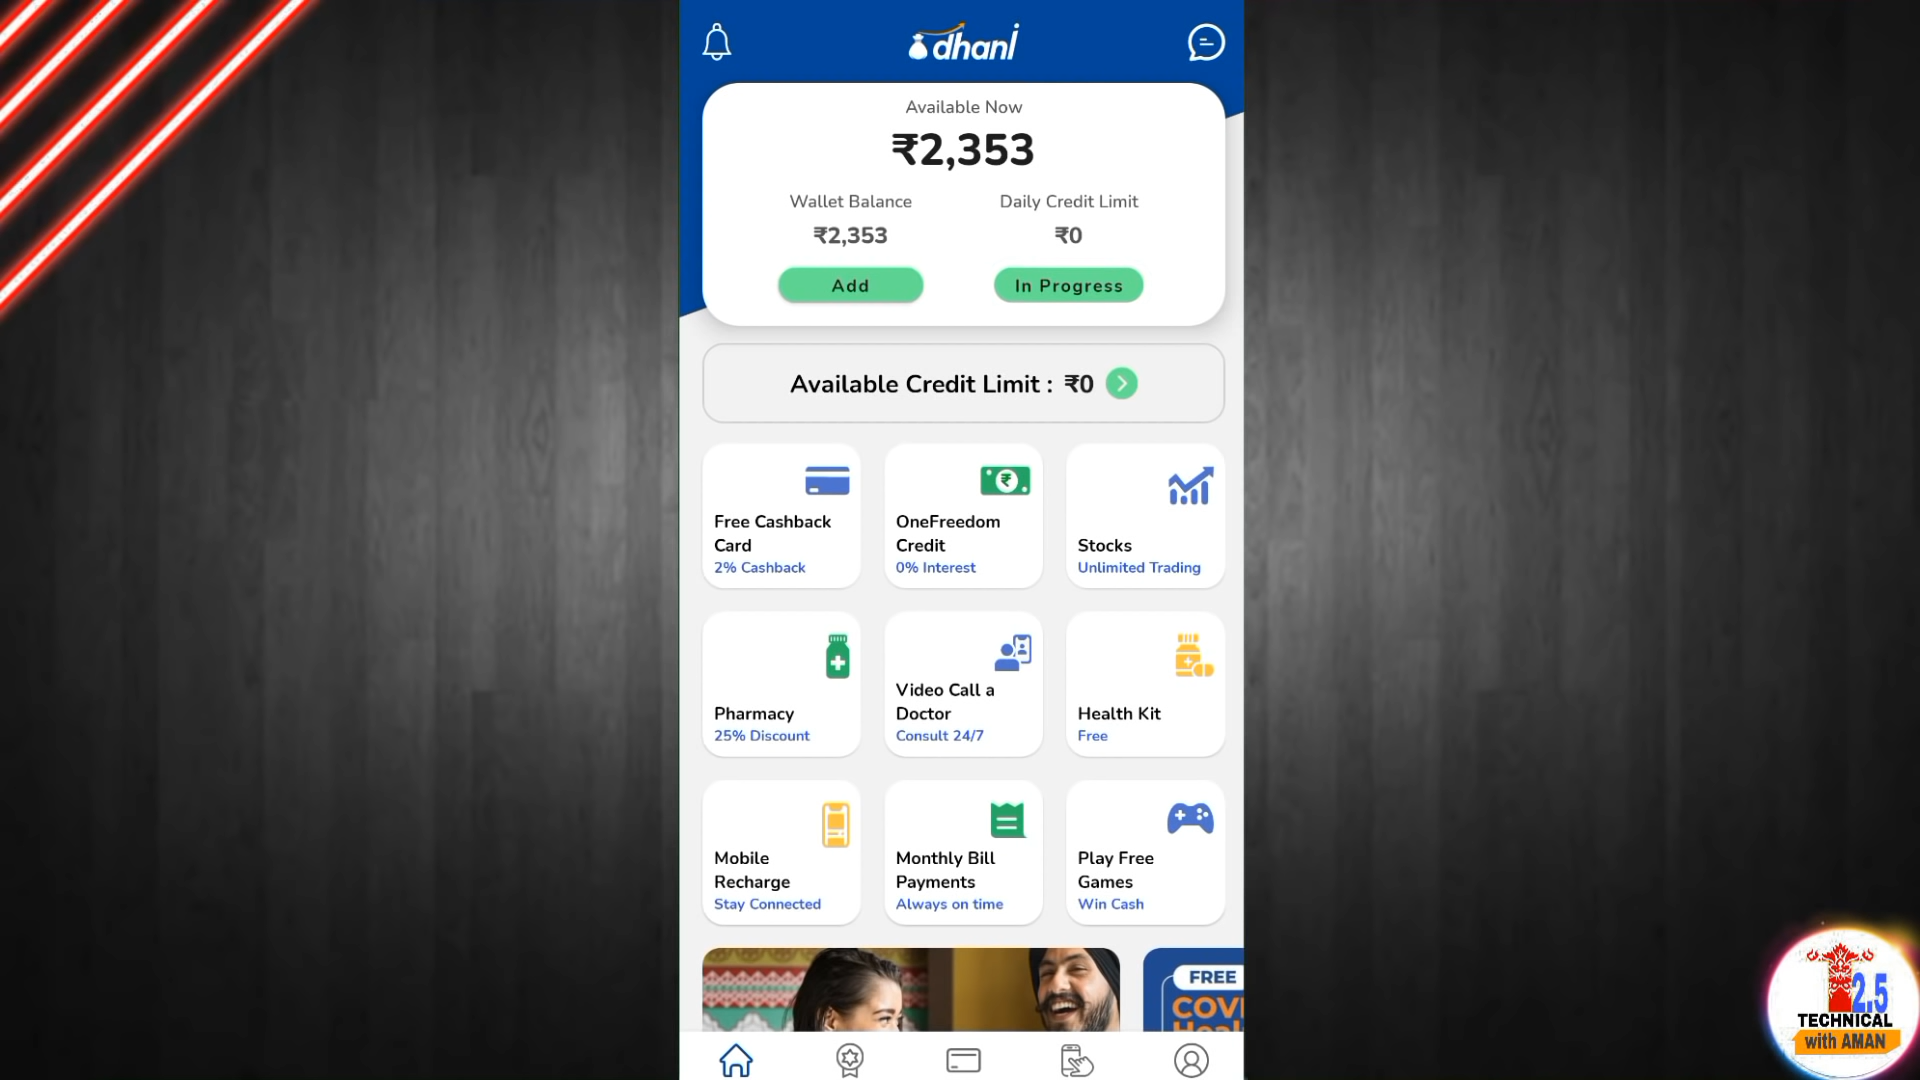 dhani
Available Now
₹2,353
Wallet Balance
Daily Credit Limit
₹2,353
₹0
Add
In Progress
Available Credit Limit : ₹0
Free Cashback
Card
2% Cashback
OneFreedom
Credit
0% Interest
Stocks
Unlimited Trading
Pharmacy
25% Discount
Video Call a
Doctor
Consult 24/7
Health Kit
Free
Mobile
Recharge
Stay Connected
Monthly Bill
Payments
Always on time
Play Free
Games
Win Cash
FREE
2.5
TECHNICAL
with AMAN